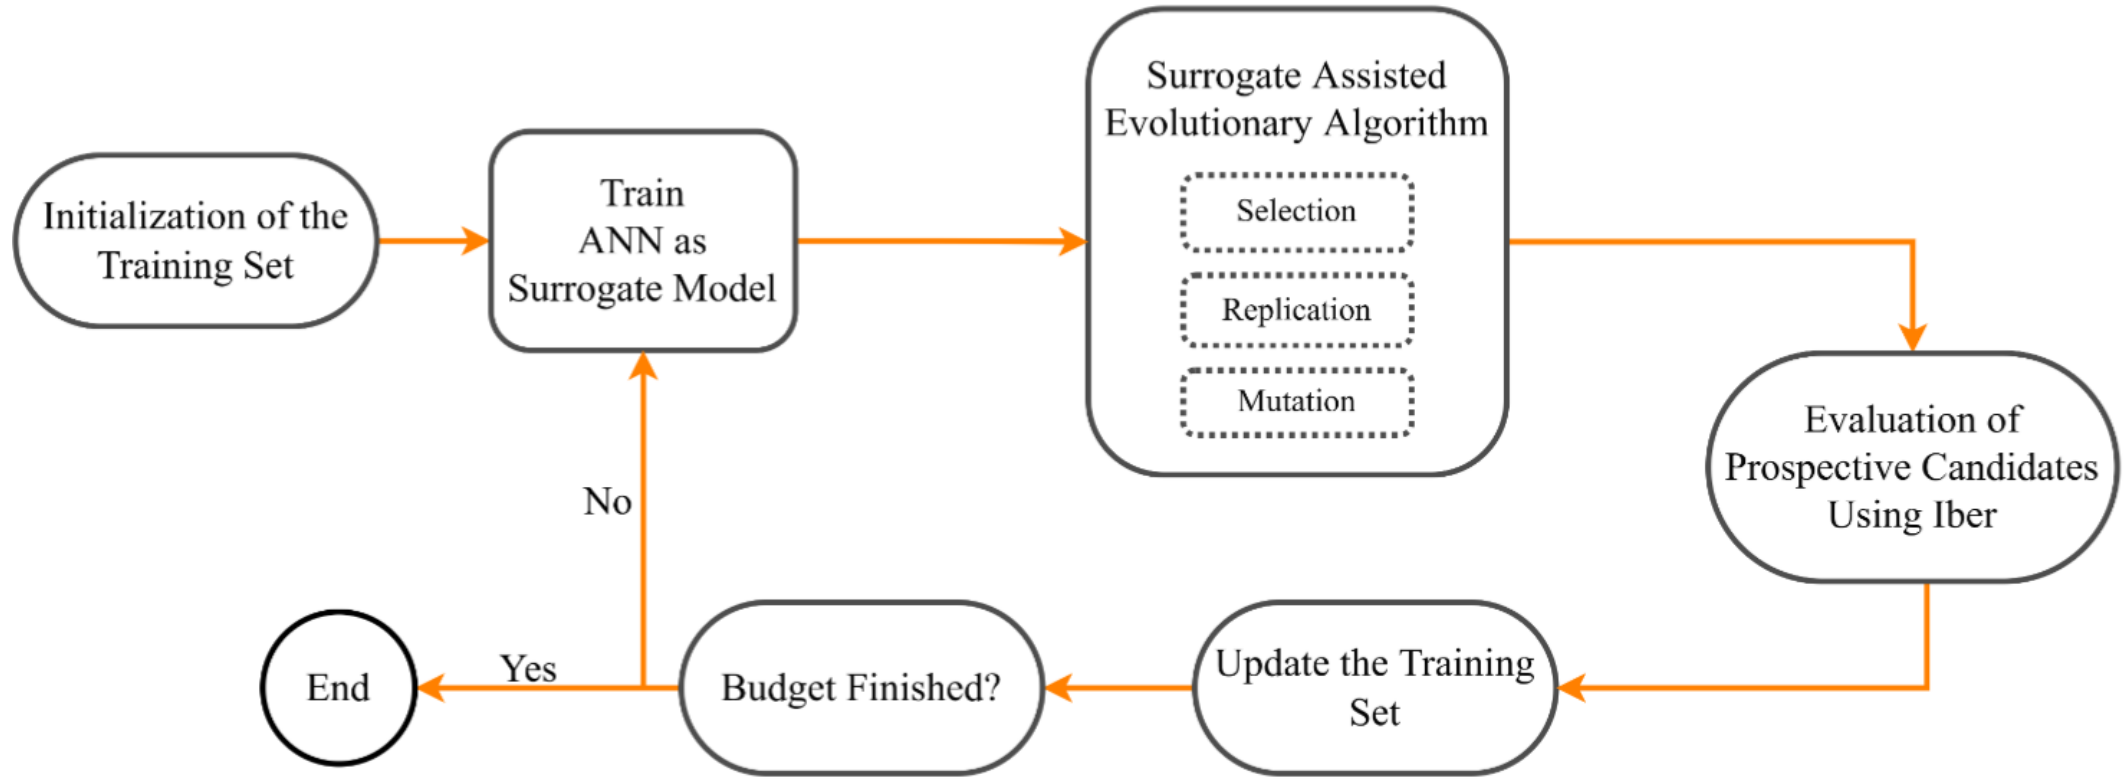 Initialization of the
Training Set
Train
ANN as
Surrogate Model
Surrogate Assisted
Evolutionary Algorithm
Selection
Replication
Mutation
Evaluation of
Prospective Candidates
Using Iber
Update the Training
Set
Budget Finished?
No
Yes
End